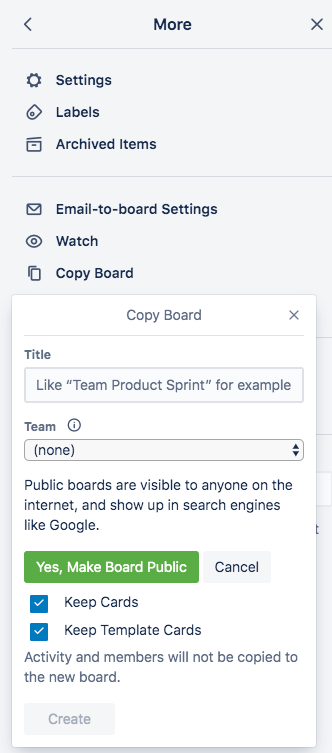 More
Settings
Labels
Archived Items
Email-to-board Settings
Watch
Copy Board
Copy Board
Title
Like “Team Product Sprint” for example
Team
(none)
Public boards are visible to anyone on the
internet, and show up in search engines
like Google.
Yes, Make Board Public
Cancel
Keep Cards
Keep Template Cards
Activity and members will not be copied to
the new board.
Create